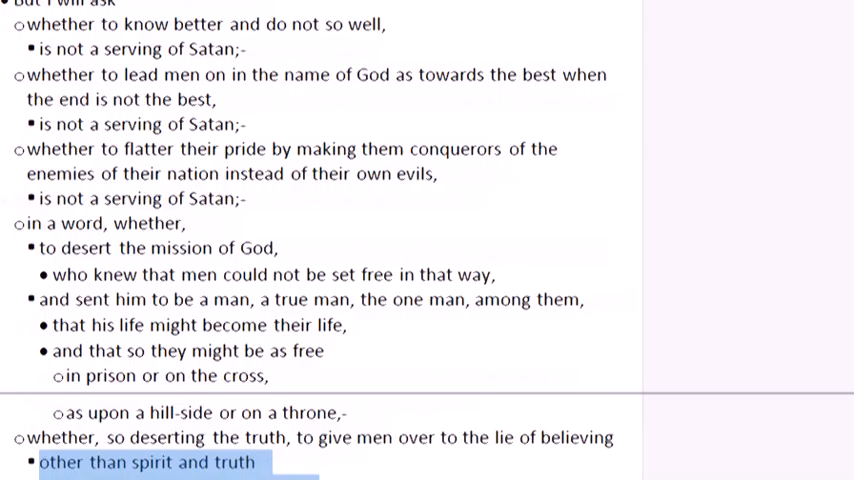 But I will ask
○whether to know better and do not so well,
▪is not a serving of Satan;-
○whether to lead men on in the name of God as towards the best when
the end is not the best,
▪is not a serving of Satan;-
○whether to flatter their pride by making them conquerors of the
enemies of their nation instead of their own evils,
▪is not a serving of Satan;-
○in a word, whether,
▪to desert the mission of God,
●who knew that men could not be set free in that way,
▪and sent him to be a man, a true man, the one man, among them,
●that his life might become their life,
●and that so they might be as free
○in prison or on the cross,
○as upon a hill-side or on a throne,-
○whether, so deserting the truth, to give men over to the lie of believing
▪other than spirit and truth